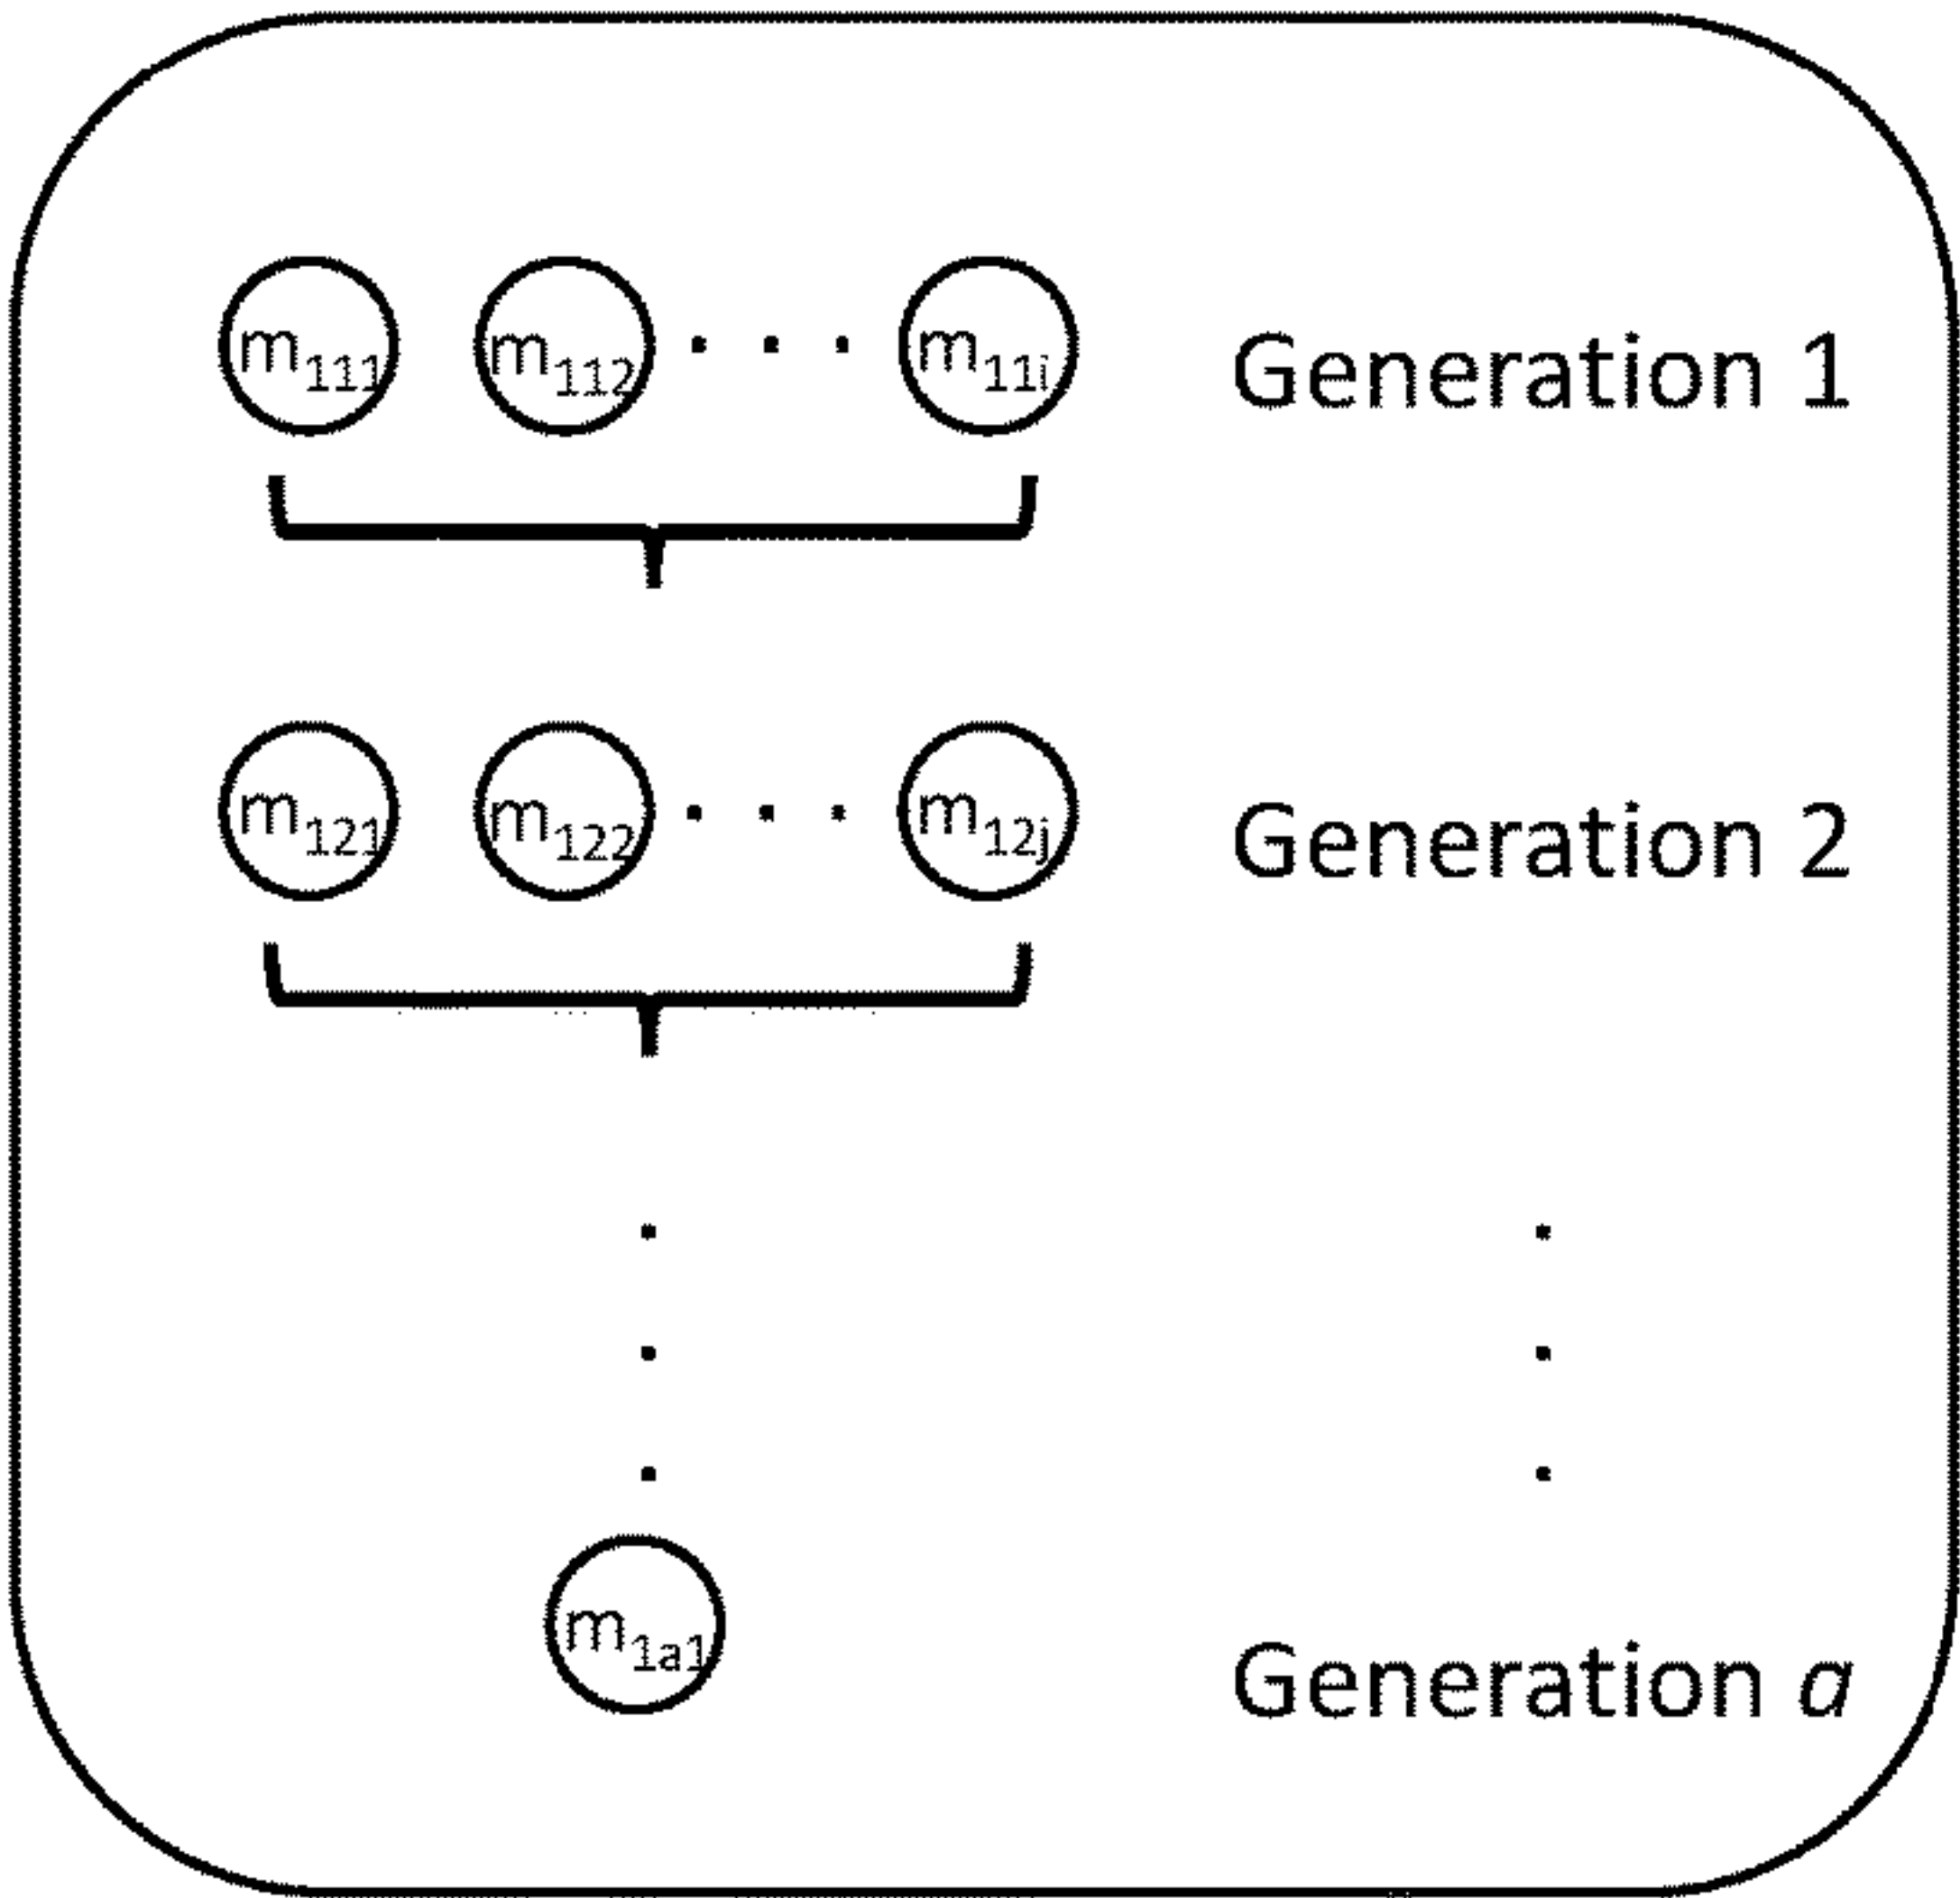 m111 m112 · · · m11i Generation 1
m121 m122 · · · m12j Generation 2
m1a1 Generation a